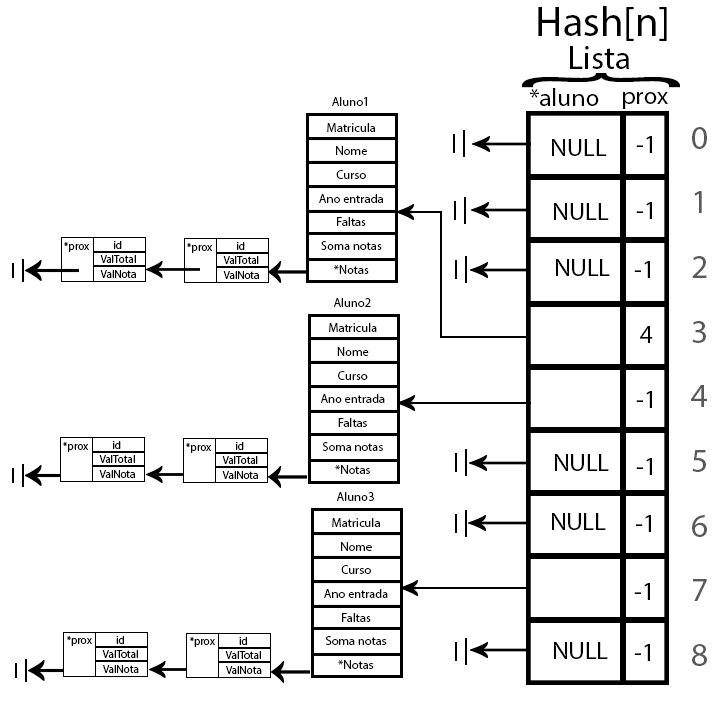 Hash[n]
Lista
*aluno prox
NULL -1 0
NULL -1 1
NULL -1 2
4 3
-1 4
NULL -1 5
NULL -1 6
-1 7
NULL -1 8
Aluno1
Matricula
Nome
Curso
Ano entrada
Faltas
Soma notas
*Notas
*prox id
ValTotal
ValNota
*prox id
ValTotal
ValNota
Aluno2
Matricula
Nome
Curso
Ano entrada
Faltas
Soma notas
*Notas
*prox id
ValTotal
ValNota
*prox id
ValTotal
ValNota
Aluno3
Matricula
Nome
Curso
Ano entrada
Faltas
Soma notas
*Notas
*prox id
ValTotal
ValNota
*prox id
ValTotal
ValNota